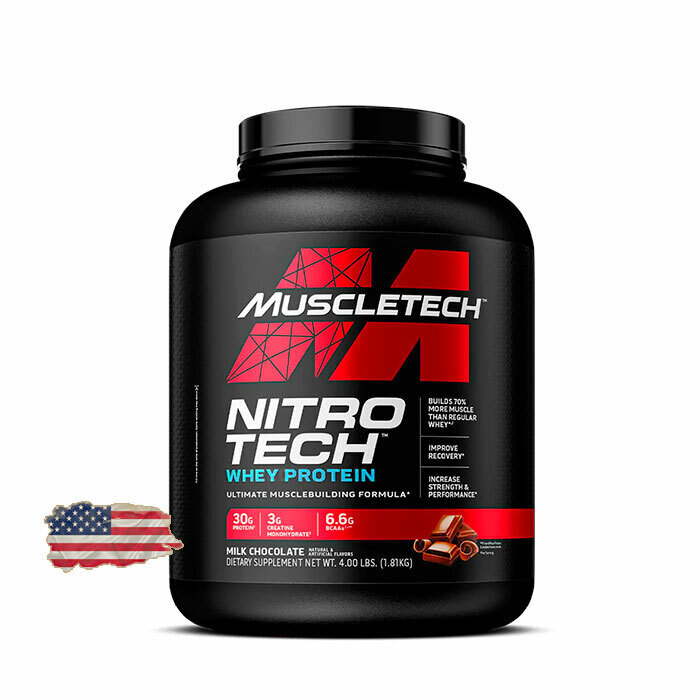 MUSCLETECH™
NITRO
TECH™
WHEY PROTEIN
ULTIMATE MUSCLEBUILDING FORMULA*
BUILDS 70%
MORE MUSCLE
THAN REGULAR
WHEY*
IMPROVE
RECOVERY*
INCREASE
STRENGTH &
PERFORMANCE*
30G
PROTEIN
3G
CREATINE
MONOHYDRATE
6.6G
BCAAs
MILK CHOCOLATE NATURAL &
ARTIFICIAL FLAVORS
DIETARY SUPPLEMENT NET WT. 4.00 LBS. (1.81KG)